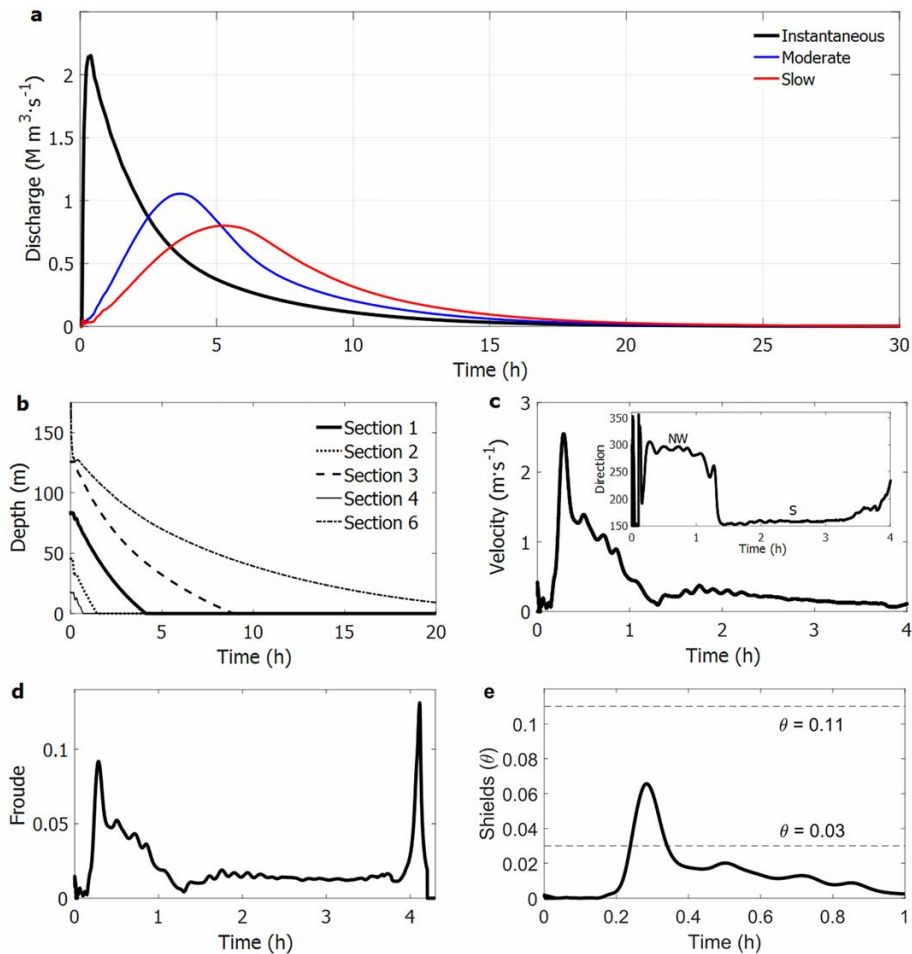 a
Discharge (M m³·s⁻¹)
2
1.5
1
0.5
0
Instantaneous
Moderate
Slow
0 5 10 15 20 25 30
Time (h)
b
Depth (m)
150
100
50
0
Section 1
Section 2
Section 3
Section 4
Section 6
0 5 10 15 20
Time (h)
c
Velocity (m·s⁻¹)
3
2
1
0
Direction
350
300
250
200
150
NW
S
0 1 2 3 4
Time (h)
0 1 2 3 4
Time (h)
d
Froude
0.1
0.05
0
0 1 2 3 4
Time (h)
e
Shields (θ)
0.1
0.08
0.06
0.04
0.02
0
θ = 0.11
θ = 0.03
0 0.2 0.4 0.6 0.8 1
Time (h)